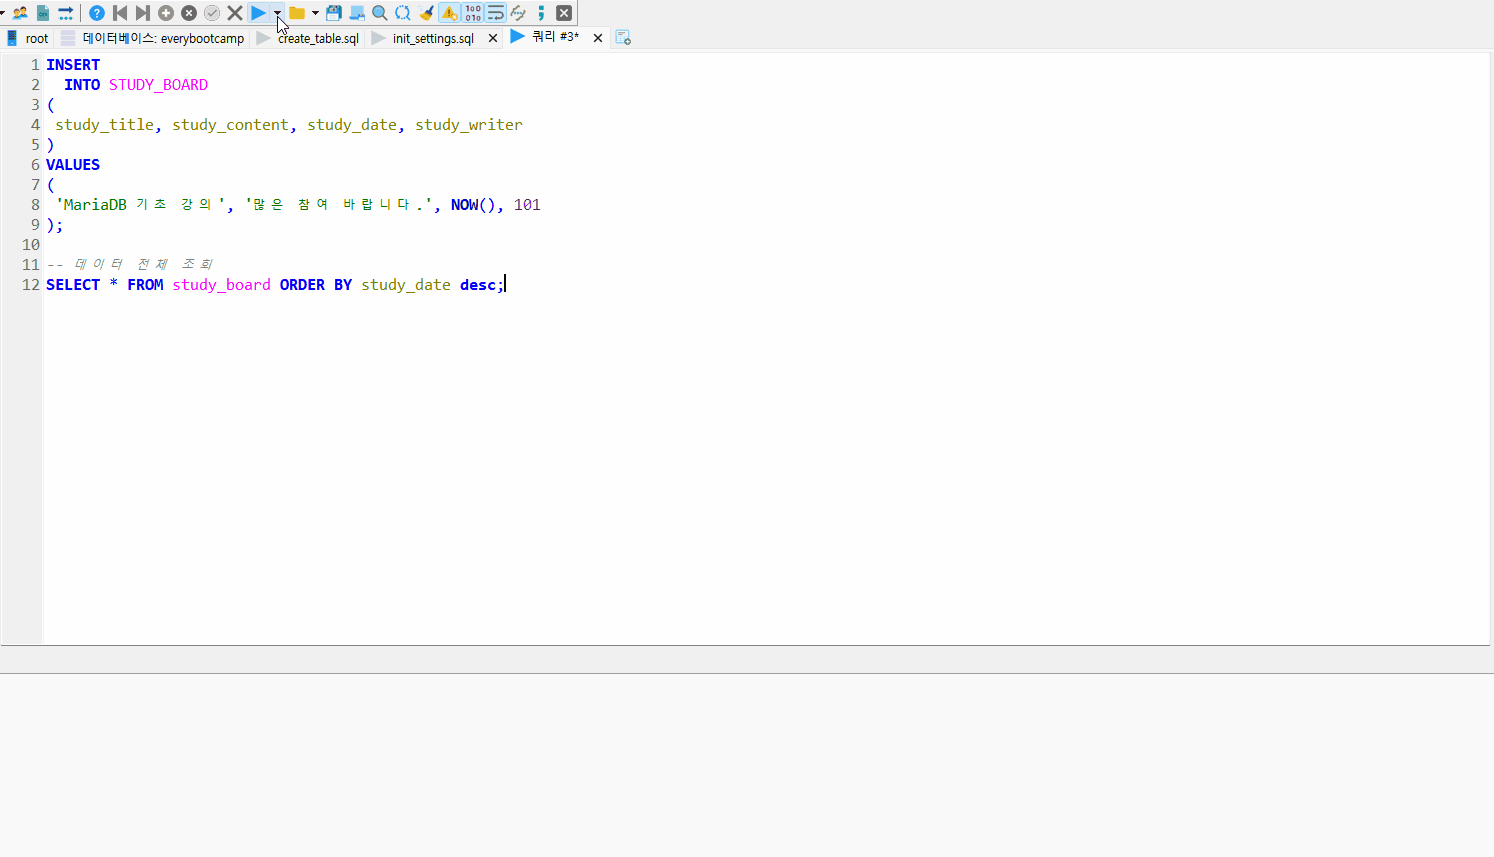 root 데이터베이스: everybootcamp create_table.sql init_settings.sql 쿼리 #3*
1 INSERT
2 INTO STUDY_BOARD
3 (
4 study_title, study_content, study_date, study_writer
5 )
6 VALUES
7 (
8 'MariaDB 기초 강의', '많은 참여 바랍니다.', NOW(), 101
9 );
10
11 -- 데이터 전체 조회
12 SELECT * FROM study_board ORDER BY study_date desc;